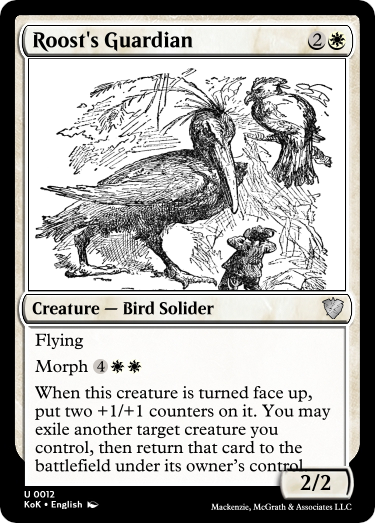 Roost's Guardian 2
Creature — Bird Solider
Flying
Morph 4
When this creature is turned face up,
put two +1/+1 counters on it. You may
exile another target creature you
control, then return that card to the
battlefield under its owner's control.
2/2
U 0012
KoK • English
Mackenzie, McGrath & Associates LLC